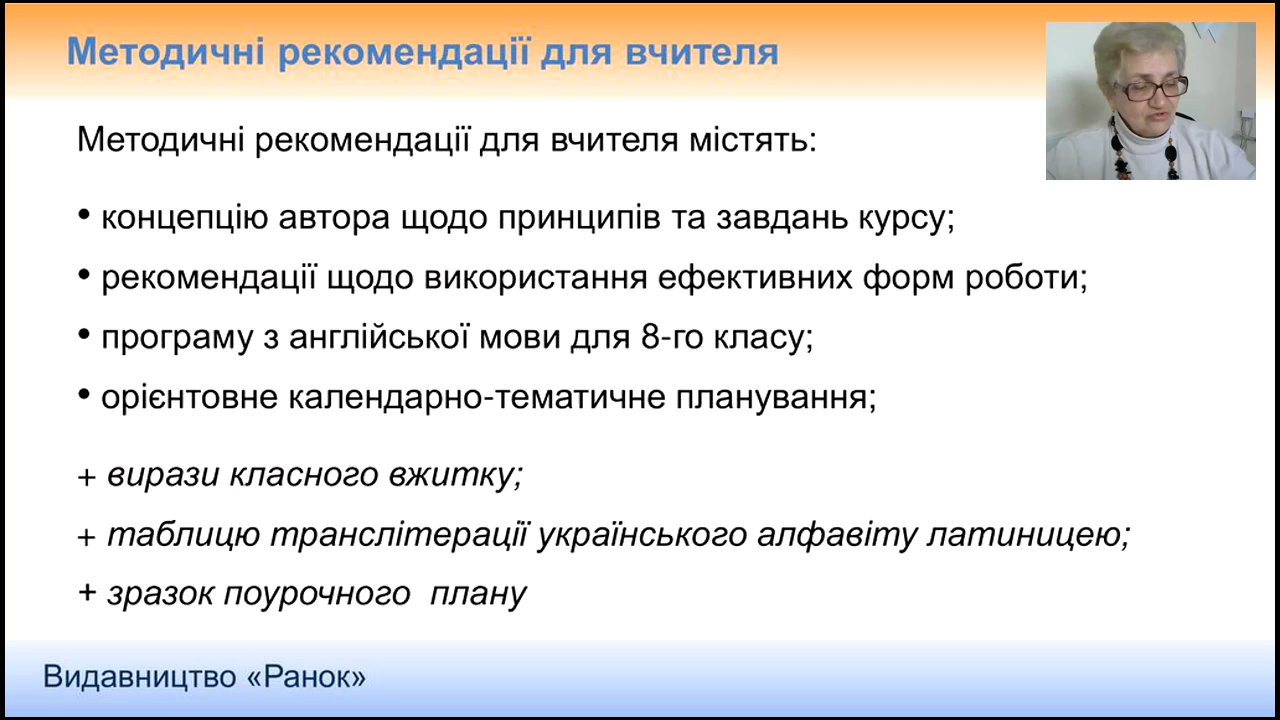 Методичні рекомендації для вчителя
Методичні рекомендації для вчителя містять:
• концепцію автора щодо принципів та завдань курсу;
• рекомендації щодо використання ефективних форм роботи;
• програму з англійської мови для 8-го класу;
• орієнтовне календарно-тематичне планування;
+ вирази класного вжитку;
+ таблицю транслітерації українського алфавіту латиницею;
+ зразок поурочного плану
Видавництво «Ранок»